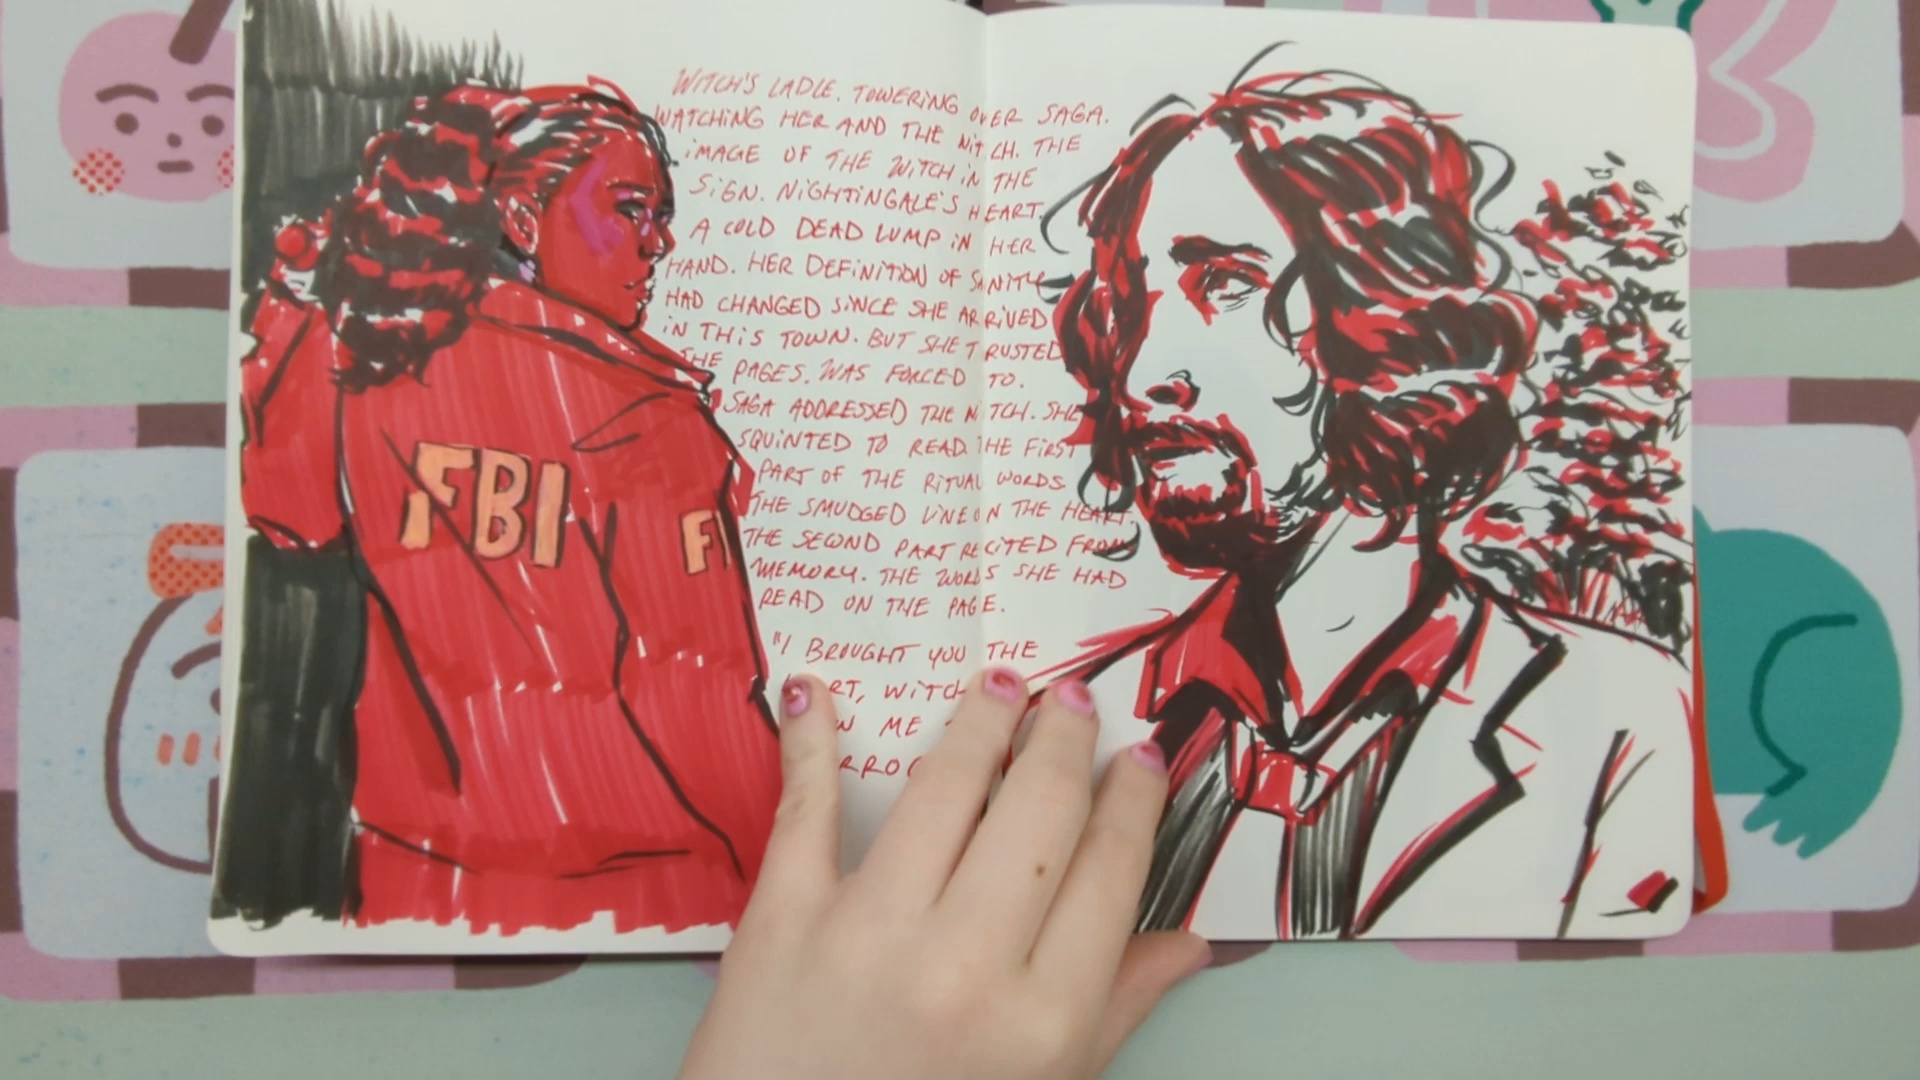 WITCH'S LADLE. TOWERING OVER SAGA.
WATCHING HER AND THE NITCH. THE
IMAGE OF THE WITCH IN THE
SIGN. NIGHTINGALE'S HEART.
A COLD DEAD LUMP IN HER
HAND. HER DEFINITION OF SANITY
HAD CHANGED SINCE SHE ARRIVED
IN THIS TOWN. BUT SHE TRUSTED
THE PAGES. WAS FORCED TO.
SAGA ADDRESSED THE NITCH. SHE
SQUINTED TO READ THE FIRST
PART OF THE RITUAL WORDS
THE SMUDGED LINE ON THE HEART.
THE SECOND PART RECITED FROM
MEMORY. THE WORDS SHE HAD
READ ON THE PAGE.
"I BROUGHT YOU THE
RT, WITCH
W ME
RROC
FBI
F